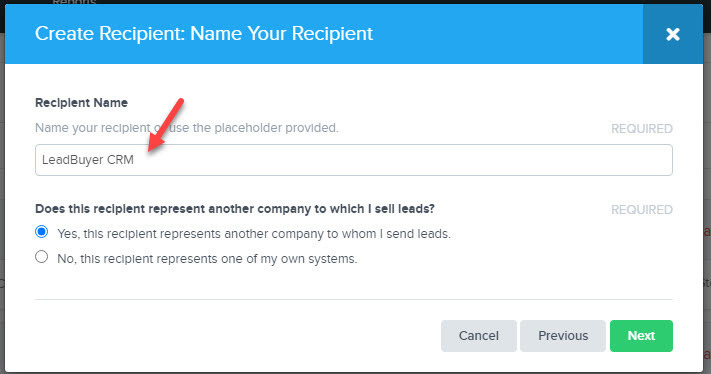 Reports
Create Recipient: Name Your Recipient
Recipient Name
Name your recipient or use the placeholder provided.
REQUIRED
LeadBuyer CRM
Does this recipient represent another company to which I sell leads?
REQUIRED
Yes, this recipient represents another company to whom I send leads.
No, this recipient represents one of my own systems.
Cancel
Previous
Next